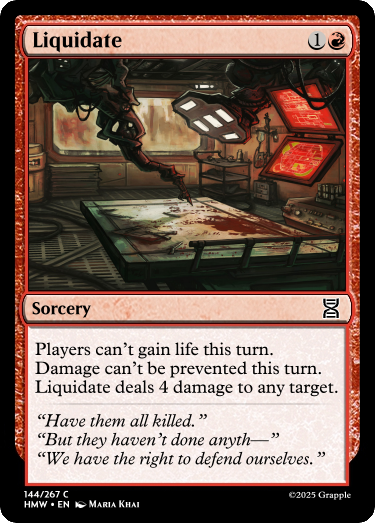 Liquidate
1
Sorcery
Players can't gain life this turn.
Damage can't be prevented this turn.
Liquidate deals 4 damage to any target.
“Have them all killed.”
“But they haven't done anyth—”
“We have the right to defend ourselves.”
144/267 C
HMW • EN Maria Khai
©2025 Grapple